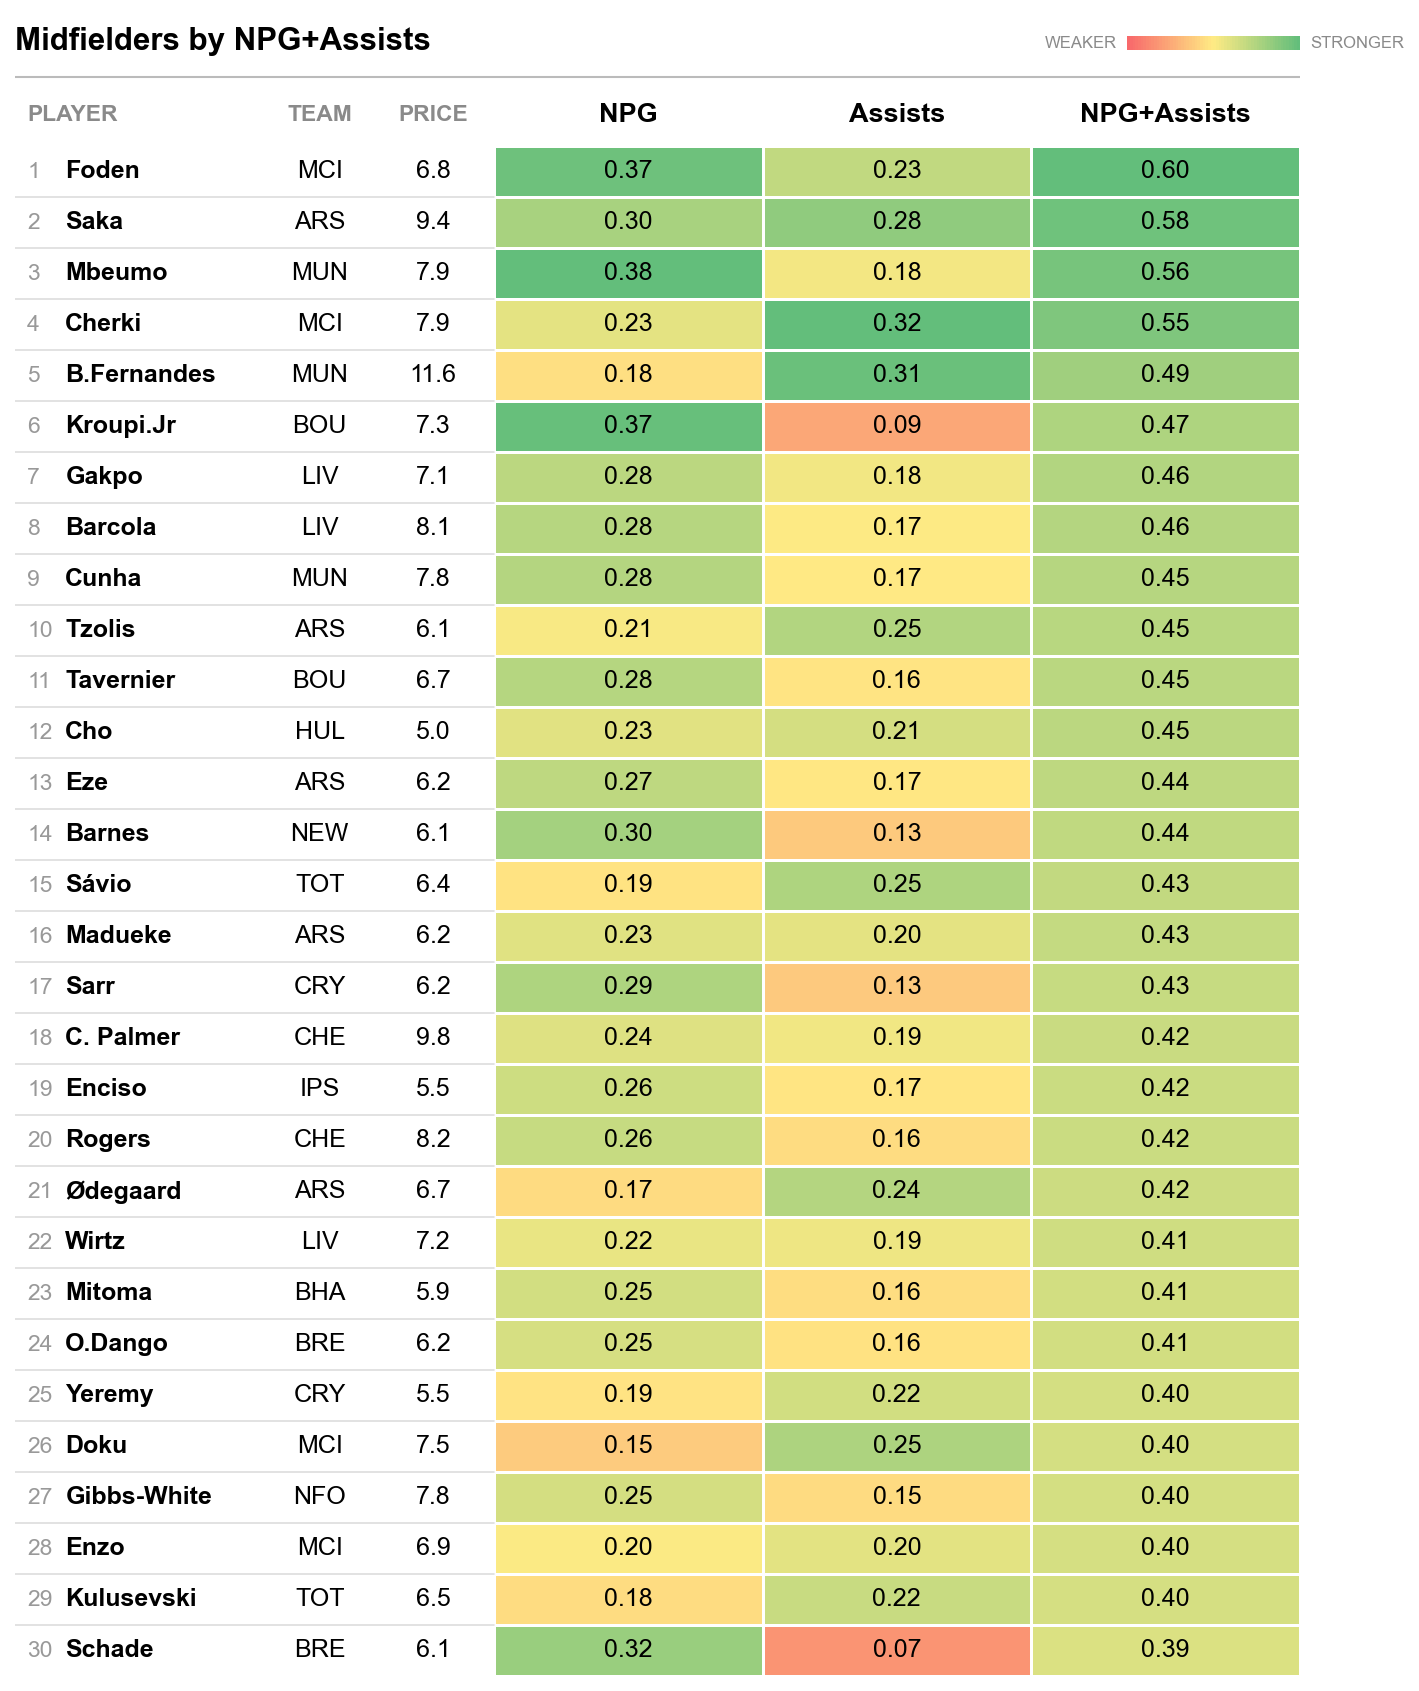 Midfielders by NPG+Assists
WEAKER STRONGER
PLAYER TEAM PRICE NPG Assists NPG+Assists
1 Foden MCI 6.8 0.37 0.23 0.60
2 Saka ARS 9.4 0.30 0.28 0.58
3 Mbeumo MUN 7.9 0.38 0.18 0.56
4 Cherki MCI 7.9 0.23 0.32 0.55
5 B.Fernandes MUN 11.6 0.18 0.31 0.49
6 Kroupi.Jr BOU 7.3 0.37 0.09 0.47
7 Gakpo LIV 7.1 0.28 0.18 0.46
8 Barcola LIV 8.1 0.28 0.17 0.46
9 Cunha MUN 7.8 0.28 0.17 0.45
10 Tzolis ARS 6.1 0.21 0.25 0.45
11 Tavernier BOU 6.7 0.28 0.16 0.45
12 Cho HUL 5.0 0.23 0.21 0.45
13 Eze ARS 6.2 0.27 0.17 0.44
14 Barnes NEW 6.1 0.30 0.13 0.44
15 Sávio TOT 6.4 0.19 0.25 0.43
16 Madueke ARS 6.2 0.23 0.20 0.43
17 Sarr CRY 6.2 0.29 0.13 0.43
18 C. Palmer CHE 9.8 0.24 0.19 0.42
19 Enciso IPS 5.5 0.26 0.17 0.42
20 Rogers CHE 8.2 0.26 0.16 0.42
21 Ødegaard ARS 6.7 0.17 0.24 0.42
22 Wirtz LIV 7.2 0.22 0.19 0.41
23 Mitoma BHA 5.9 0.25 0.16 0.41
24 O.Dango BRE 6.2 0.25 0.16 0.41
25 Yeremy CRY 5.5 0.19 0.22 0.40
26 Doku MCI 7.5 0.15 0.25 0.40
27 Gibbs-White NFO 7.8 0.25 0.15 0.40
28 Enzo MCI 6.9 0.20 0.20 0.40
29 Kulusevski TOT 6.5 0.18 0.22 0.40
30 Schade BRE 6.1 0.32 0.07 0.39